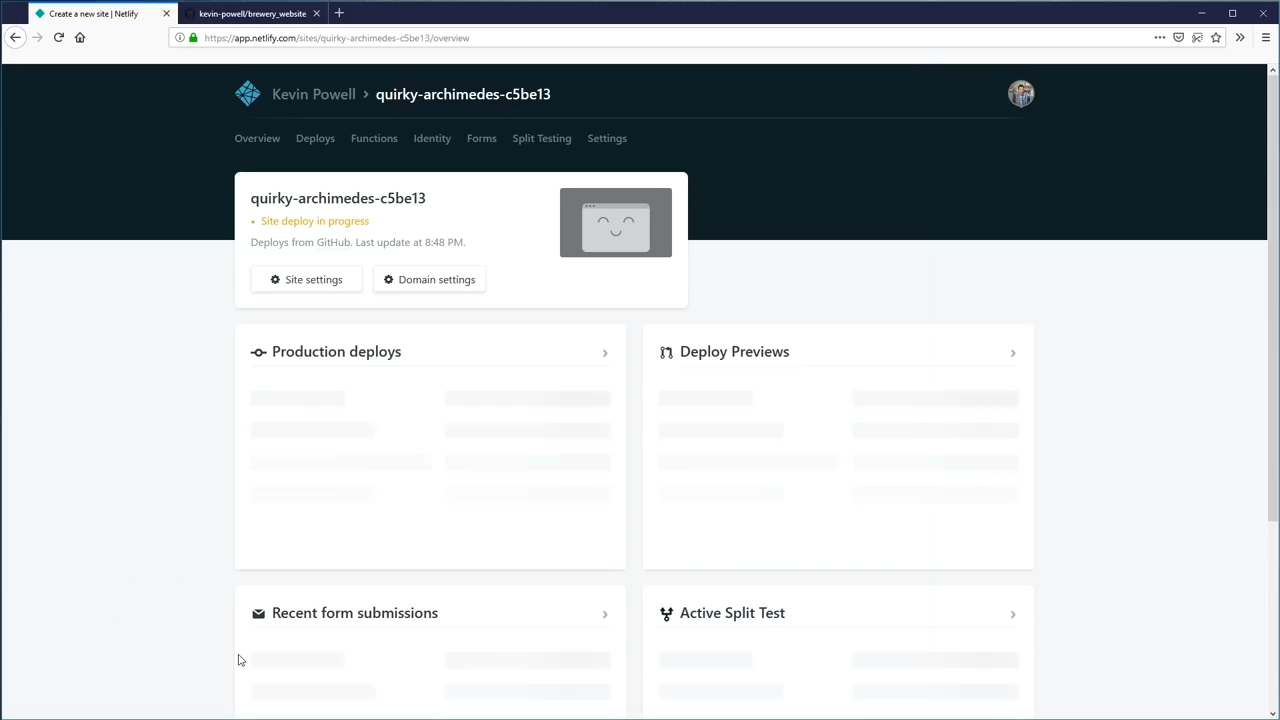 Create a new site | Netlify
kevin-powell/brewery_website
https://app.netlify.com/sites/quirky-archimedes-c5be13/overview
Kevin Powell > quirky-archimedes-c5be13
Overview Deploys Functions Identity Forms Split Testing Settings
quirky-archimedes-c5be13
Site deploy in progress
Deploys from GitHub. Last update at 8:48 PM.
Site settings Domain settings
Production deploys
Deploy Previews
Recent form submissions
Active Split Test